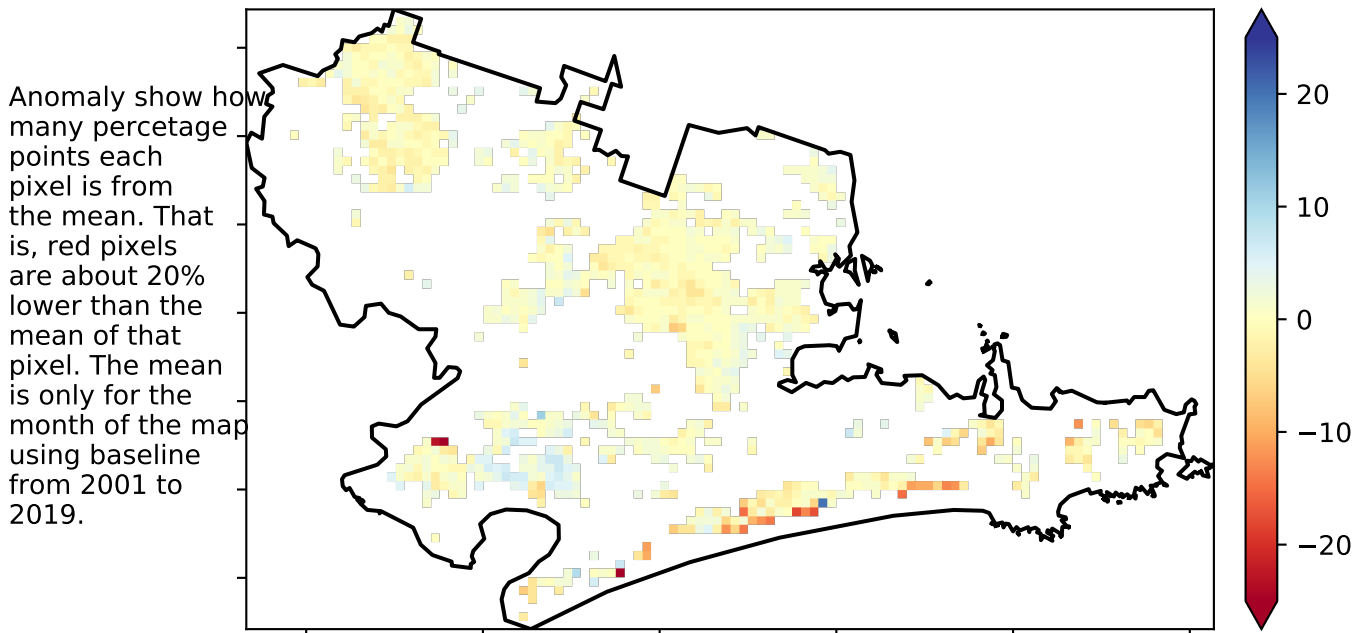 Anomaly show how
many percetage
points each
pixel is from
the mean. That
is, red pixels
are about 20%
lower than the
mean of that
pixel. The mean
is only for the
month of the map
using baseline
from 2001 to
2019.
20
10
0
−10
−20